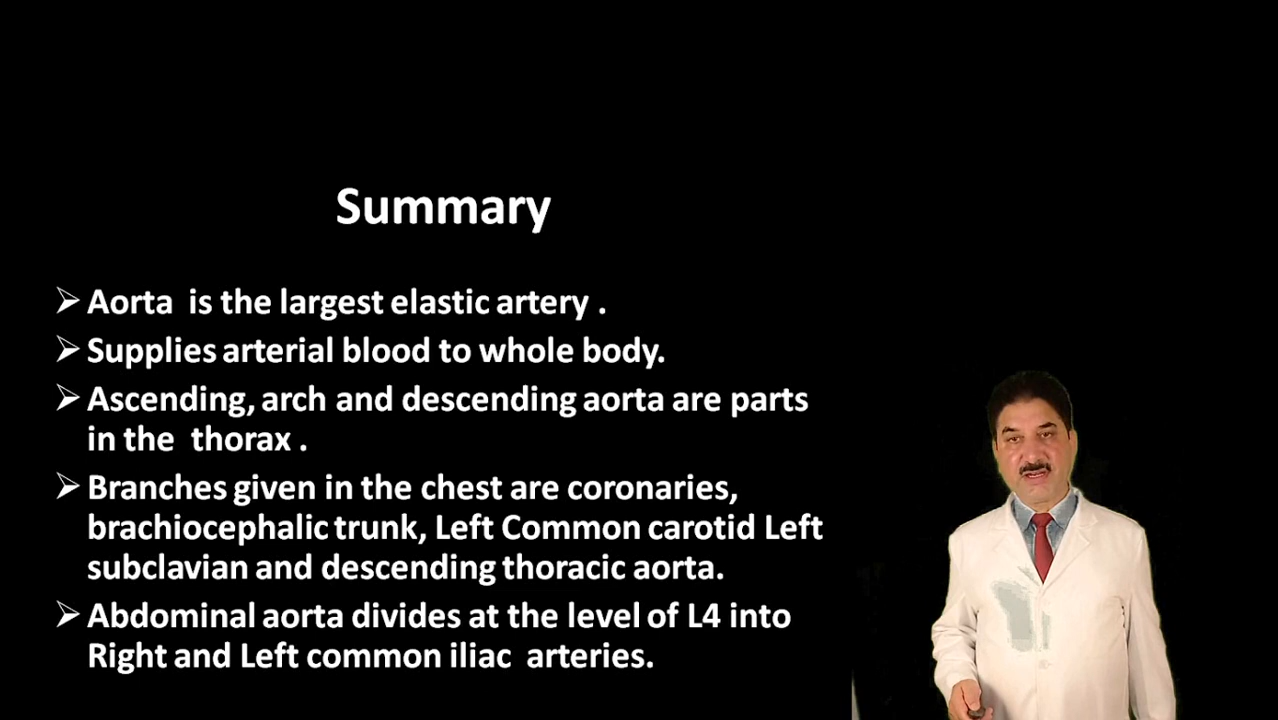 Summary
➢ Aorta is the largest elastic artery .
➢ Supplies arterial blood to whole body.
➢ Ascending, arch and descending aorta are parts
in the thorax .
➢ Branches given in the chest are coronaries,
brachiocephalic trunk, Left Common carotid Left
subclavian and descending thoracic aorta.
➢ Abdominal aorta divides at the level of L4 into
Right and Left common iliac arteries.